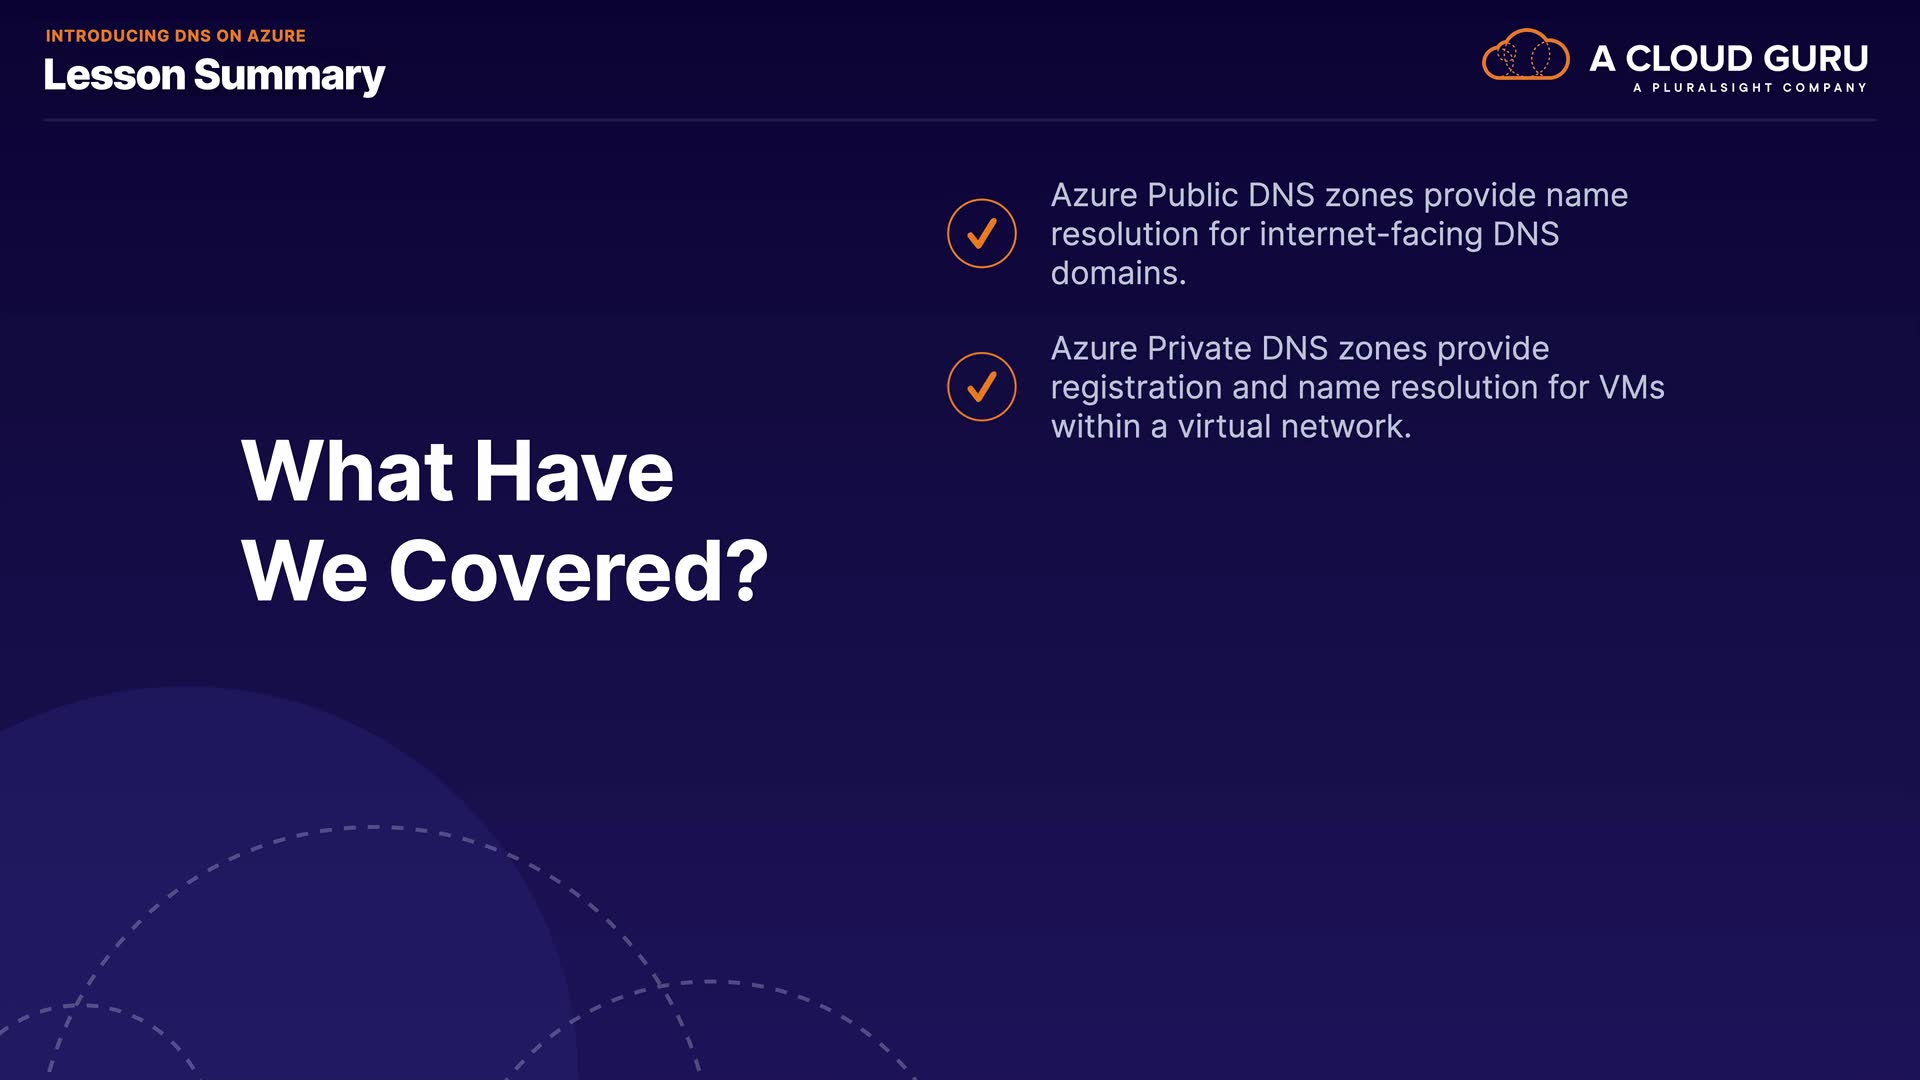 INTRODUCING DNS ON AZURE
Lesson Summary
A CLOUD GURU
A PLURALSIGHT COMPANY
What Have
We Covered?
Azure Public DNS zones provide name
resolution for internet-facing DNS
domains.
Azure Private DNS zones provide
registration and name resolution for VMs
within a virtual network.